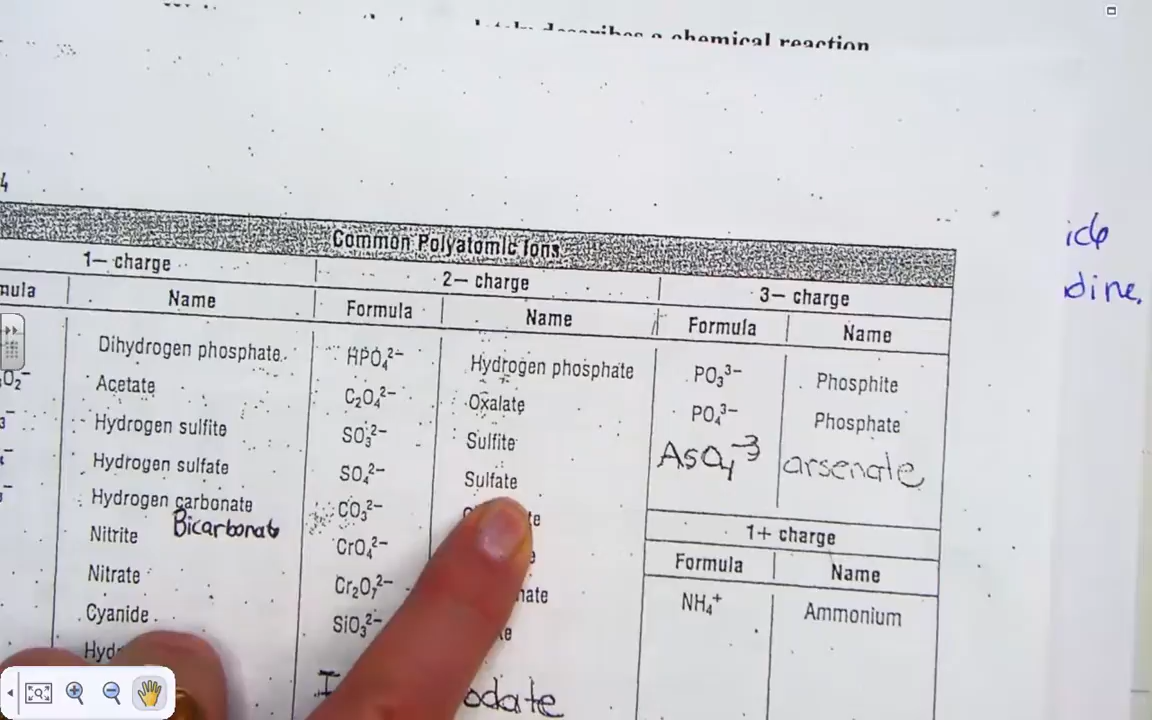 describes a chemical reaction
4
Common Polyatomic Ions
1– charge
2– charge
3– charge
Name
Formula
Name
Formula
Name
Dihydrogen phosphate
HPO₄²⁻
Hydrogen phosphate
PO₃³⁻
Phosphite
O₂⁻
Acetate
C₂O₄²⁻
Oxalate
PO₄³⁻
Phosphate
Hydrogen sulfite
SO₃²⁻
Sulfite
AsO₄⁻³
arsenate
Hydrogen sulfate
SO₄²⁻
Sulfate
Hydrogen carbonate
CO₃²⁻
Bicarbonate
1+ charge
Nitrite
CrO₄²⁻
Formula
Name
Nitrate
Cr₂O₇²⁻
NH₄⁺
Ammonium
Cyanide
SiO₃²⁻